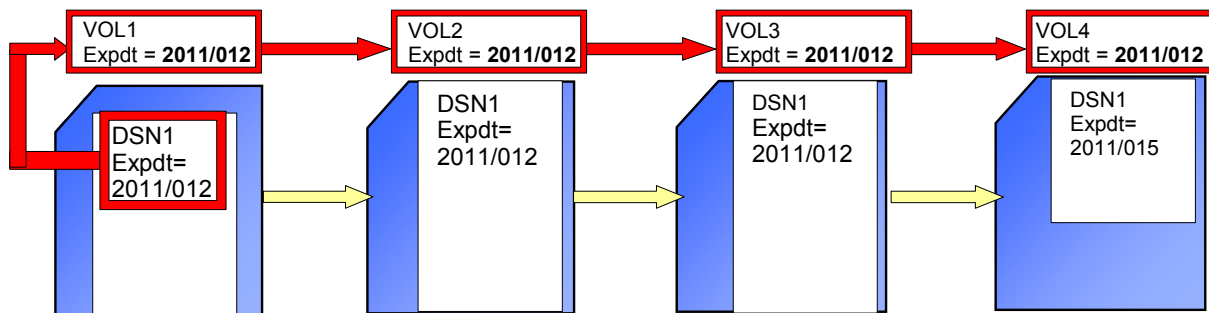 VOL1
Expdt = 2011/012
VOL2
Expdt = 2011/012
VOL3
Expdt = 2011/012
VOL4
Expdt = 2011/012
DSN1
Expdt=
2011/012
DSN1
Expdt=
2011/012
DSN1
Expdt=
2011/012
DSN1
Expdt=
2011/015